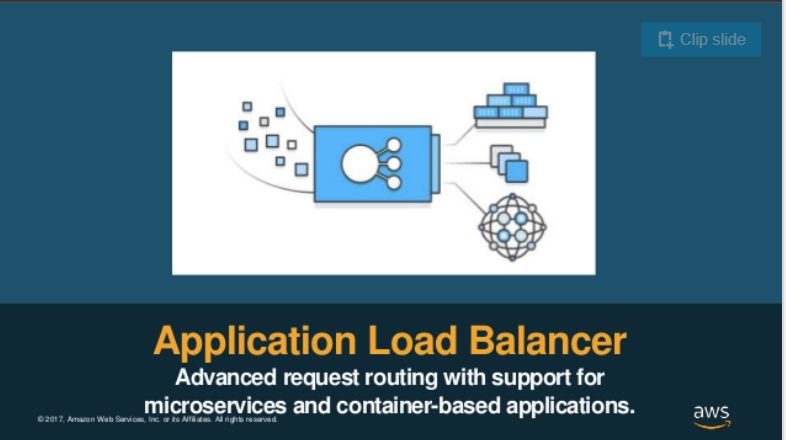 Clip slide
Application Load Balancer
Advanced request routing with support for
microservices and container-based applications.
© 2017, Amazon Web Services, Inc. or its Affiliates. All rights reserved.
aws